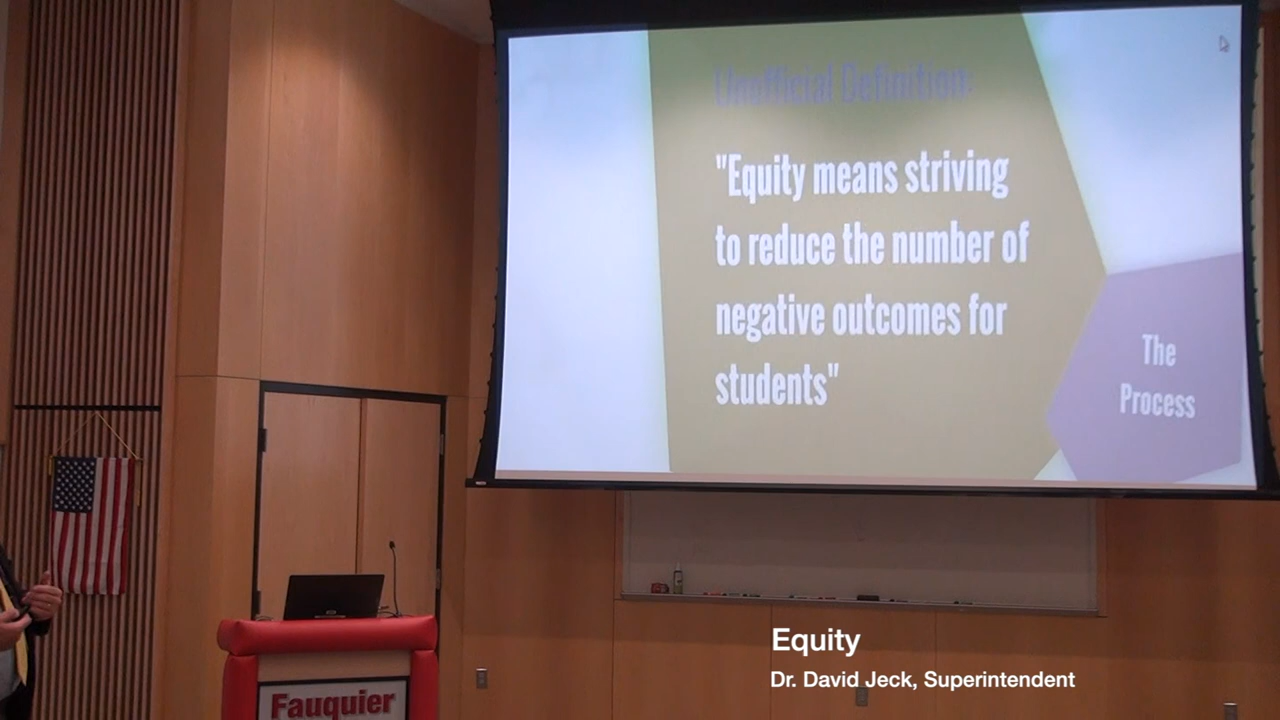 Unofficial Definition:
"Equity means striving
to reduce the number of
negative outcomes for
students"
The
Process
Fauquier
Equity
Dr. David Jeck, Superintendent